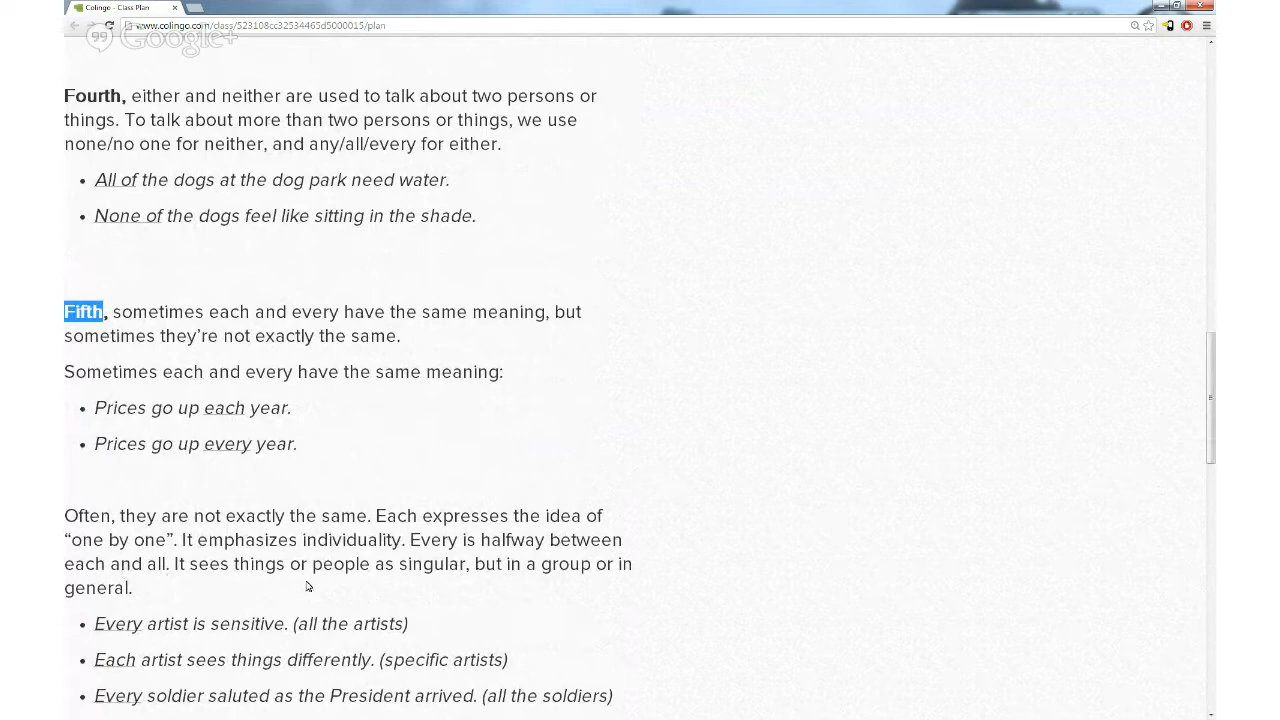 Colingo - Class Plan
www.colingo.com/class/523108cc32534465d5000015/plan
Google+
Fourth, either and neither are used to talk about two persons or
things. To talk about more than two persons or things, we use
none/no one for neither, and any/all/every for either.
• All of the dogs at the dog park need water.
• None of the dogs feel like sitting in the shade.
Fifth, sometimes each and every have the same meaning, but
sometimes they’re not exactly the same.
Sometimes each and every have the same meaning:
• Prices go up each year.
• Prices go up every year.
Often, they are not exactly the same. Each expresses the idea of
“one by one”. It emphasizes individuality. Every is halfway between
each and all. It sees things or people as singular, but in a group or in
general.
• Every artist is sensitive. (all the artists)
• Each artist sees things differently. (specific artists)
• Every soldier saluted as the President arrived. (all the soldiers)